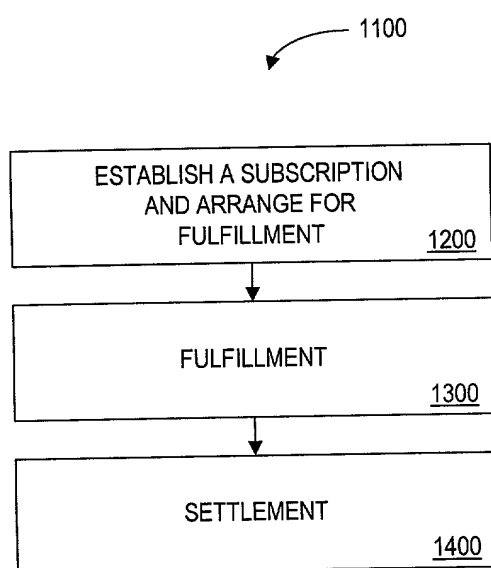 1100
ESTABLISH A SUBSCRIPTION
AND ARRANGE FOR
FULFILLMENT
1200
FULFILLMENT
1300
SETTLEMENT
1400